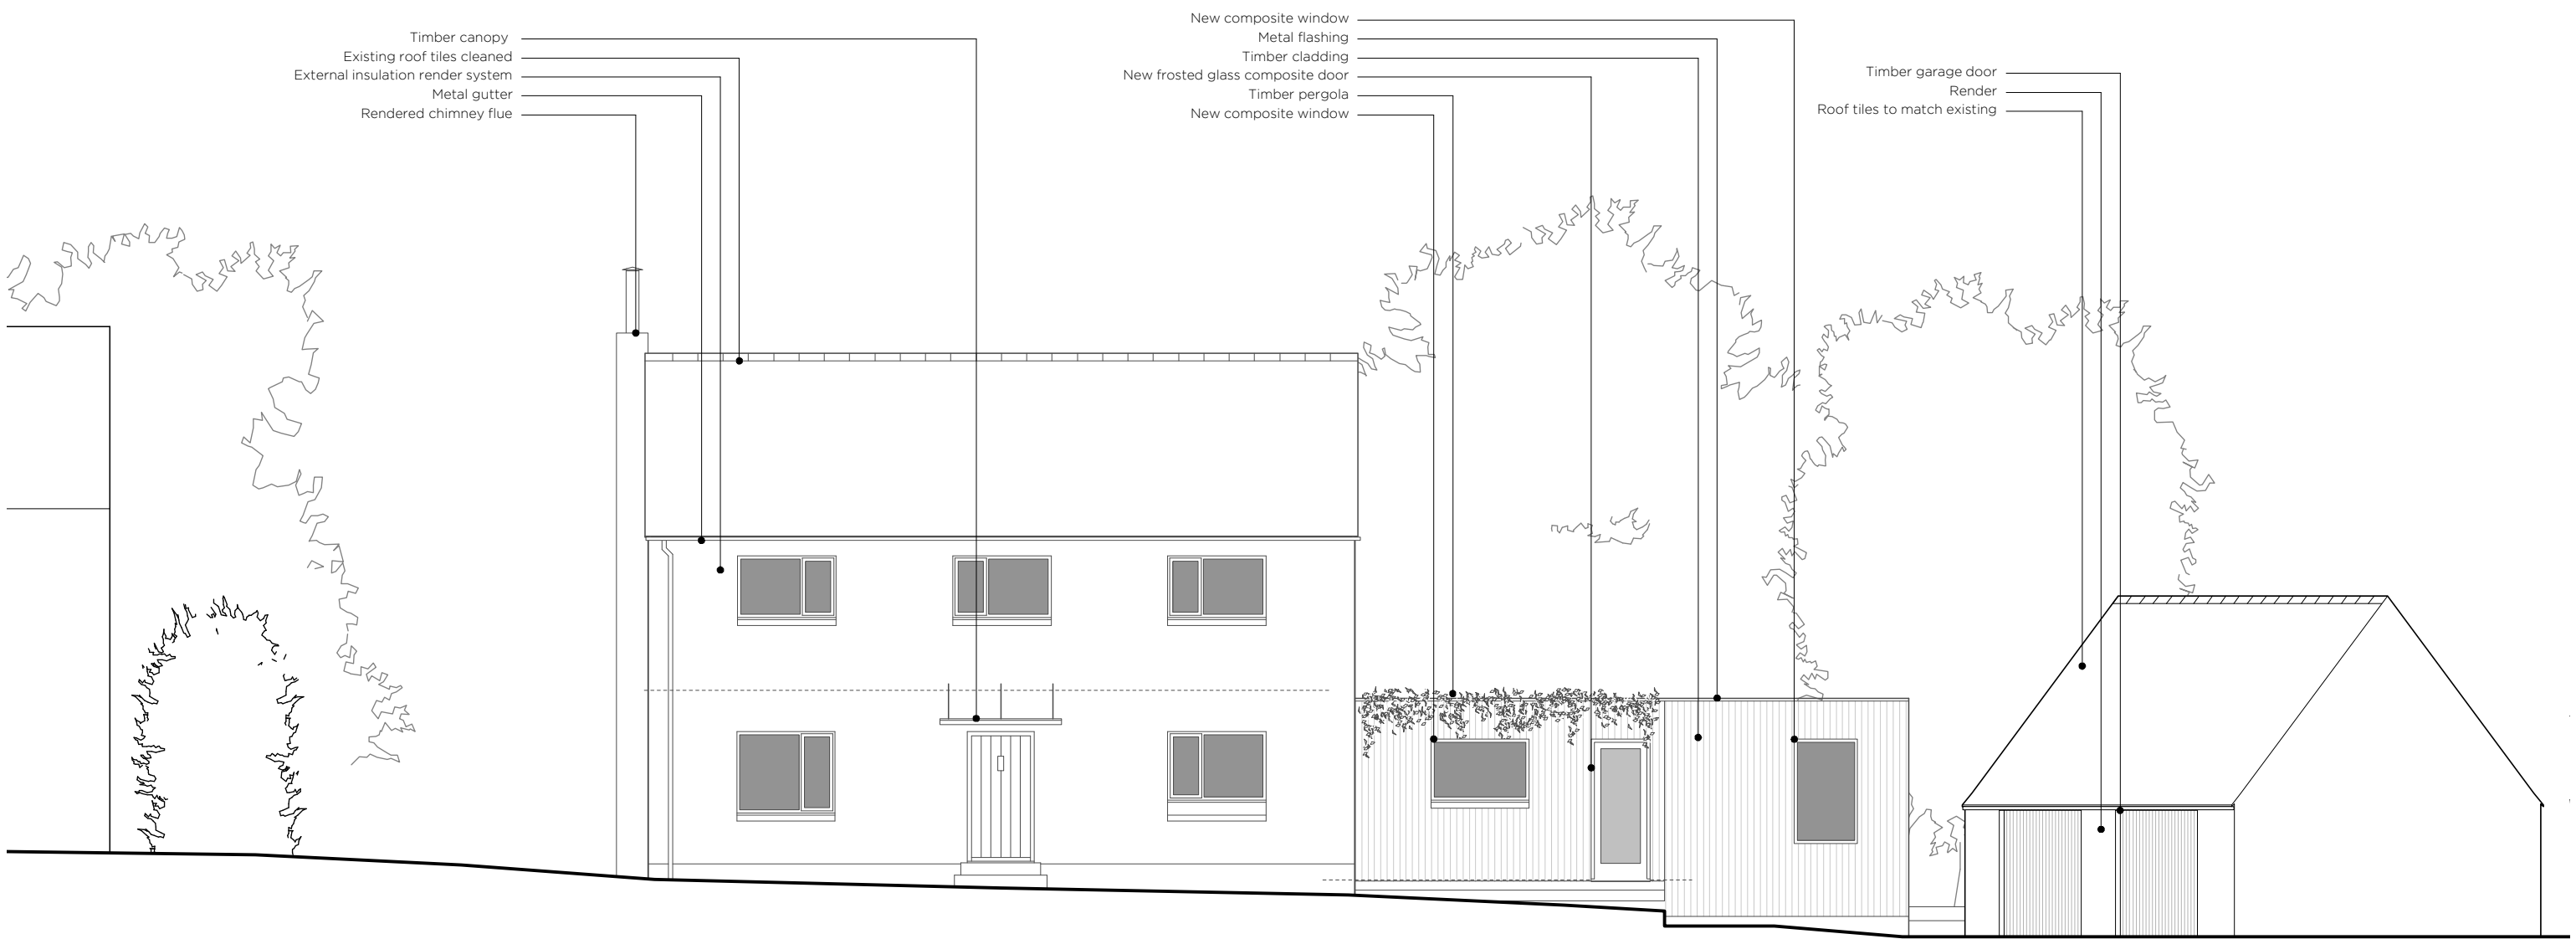 Timber canopy
Existing roof tiles cleaned
External insulation render system
Metal gutter
Rendered chimney flue
New composite window
Metal flashing
Timber cladding
New frosted glass composite door
Timber pergola
New composite window
Timber garage door
Render
Roof tiles to match existing